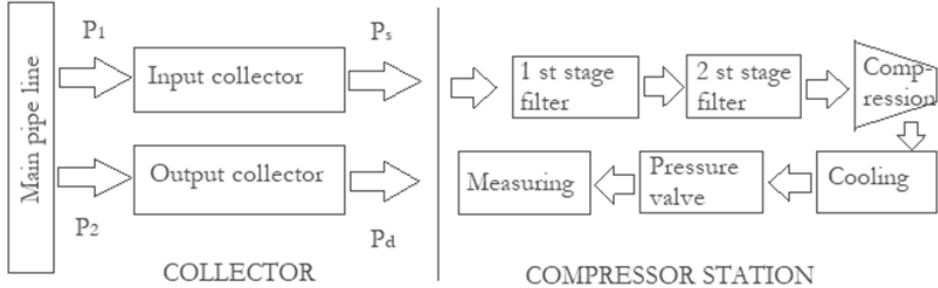 Main pipe line
P1
Ps
Input collector
Output collector
P2
Pd
COLLECTOR
1 st stage
filter
2 st stage
filter
Comp-
ression
Measuring
Pressure
valve
Cooling
COMPRESSOR STATION